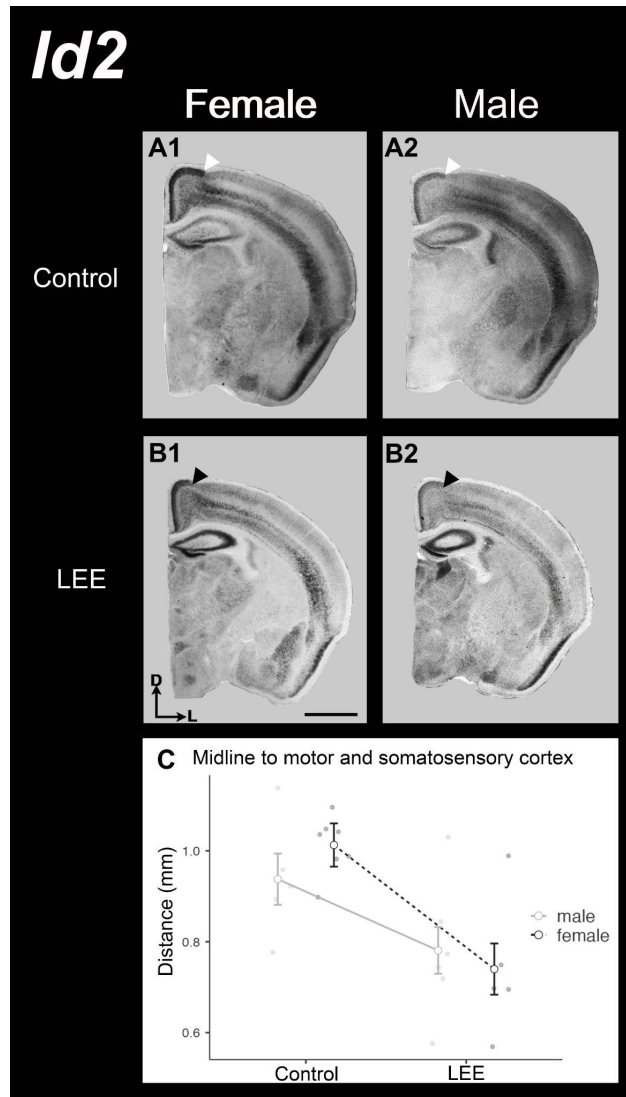 Id2
Female Male
A1 A2
Control
B1 B2
LEE
D
L
C Midline to motor and somatosensory cortex
1.0
0.8
0.6
Distance (mm)
male
female
Control LEE